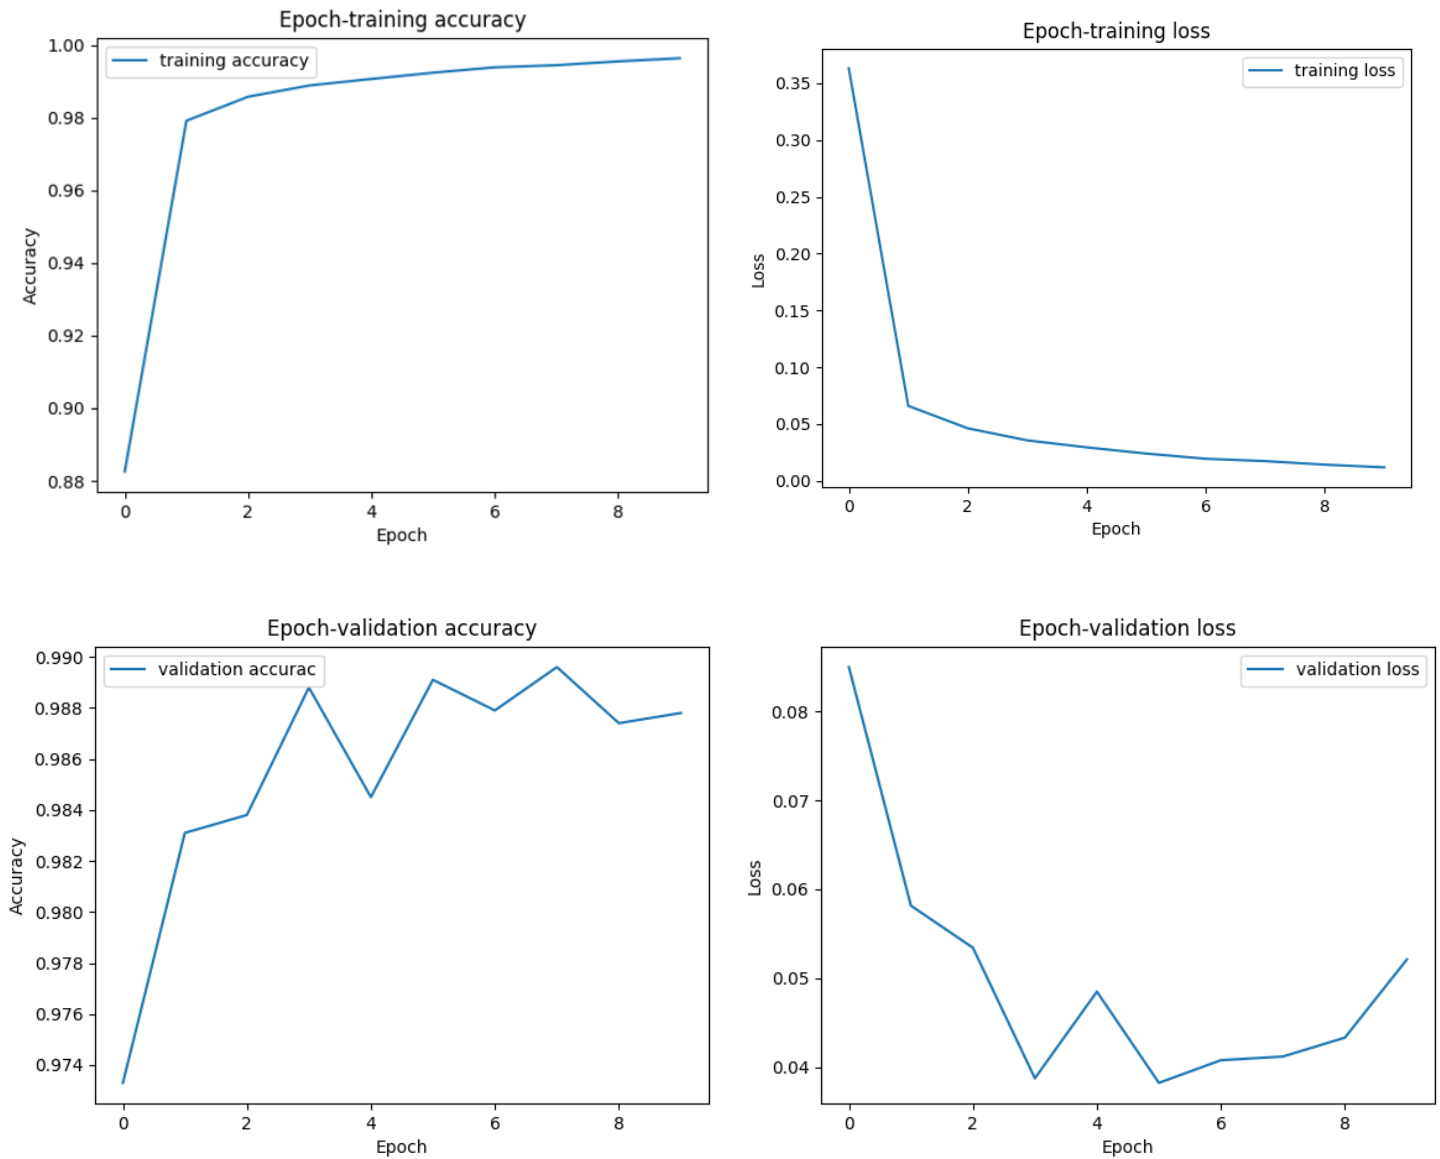 Epoch-training accuracy
training accuracy
1.00
0.98
0.96
0.94
0.92
0.90
0.88
Accuracy
0 2 4 6 8
Epoch
Epoch-training loss
training loss
0.35
0.30
0.25
0.20
0.15
0.10
0.05
0.00
Loss
0 2 4 6 8
Epoch
Epoch-validation accuracy
validation accurac
0.990
0.988
0.986
0.984
0.982
0.980
0.978
0.976
0.974
Accuracy
0 2 4 6 8
Epoch
Epoch-validation loss
validation loss
0.08
0.07
0.06
0.05
0.04
Loss
0 2 4 6 8
Epoch